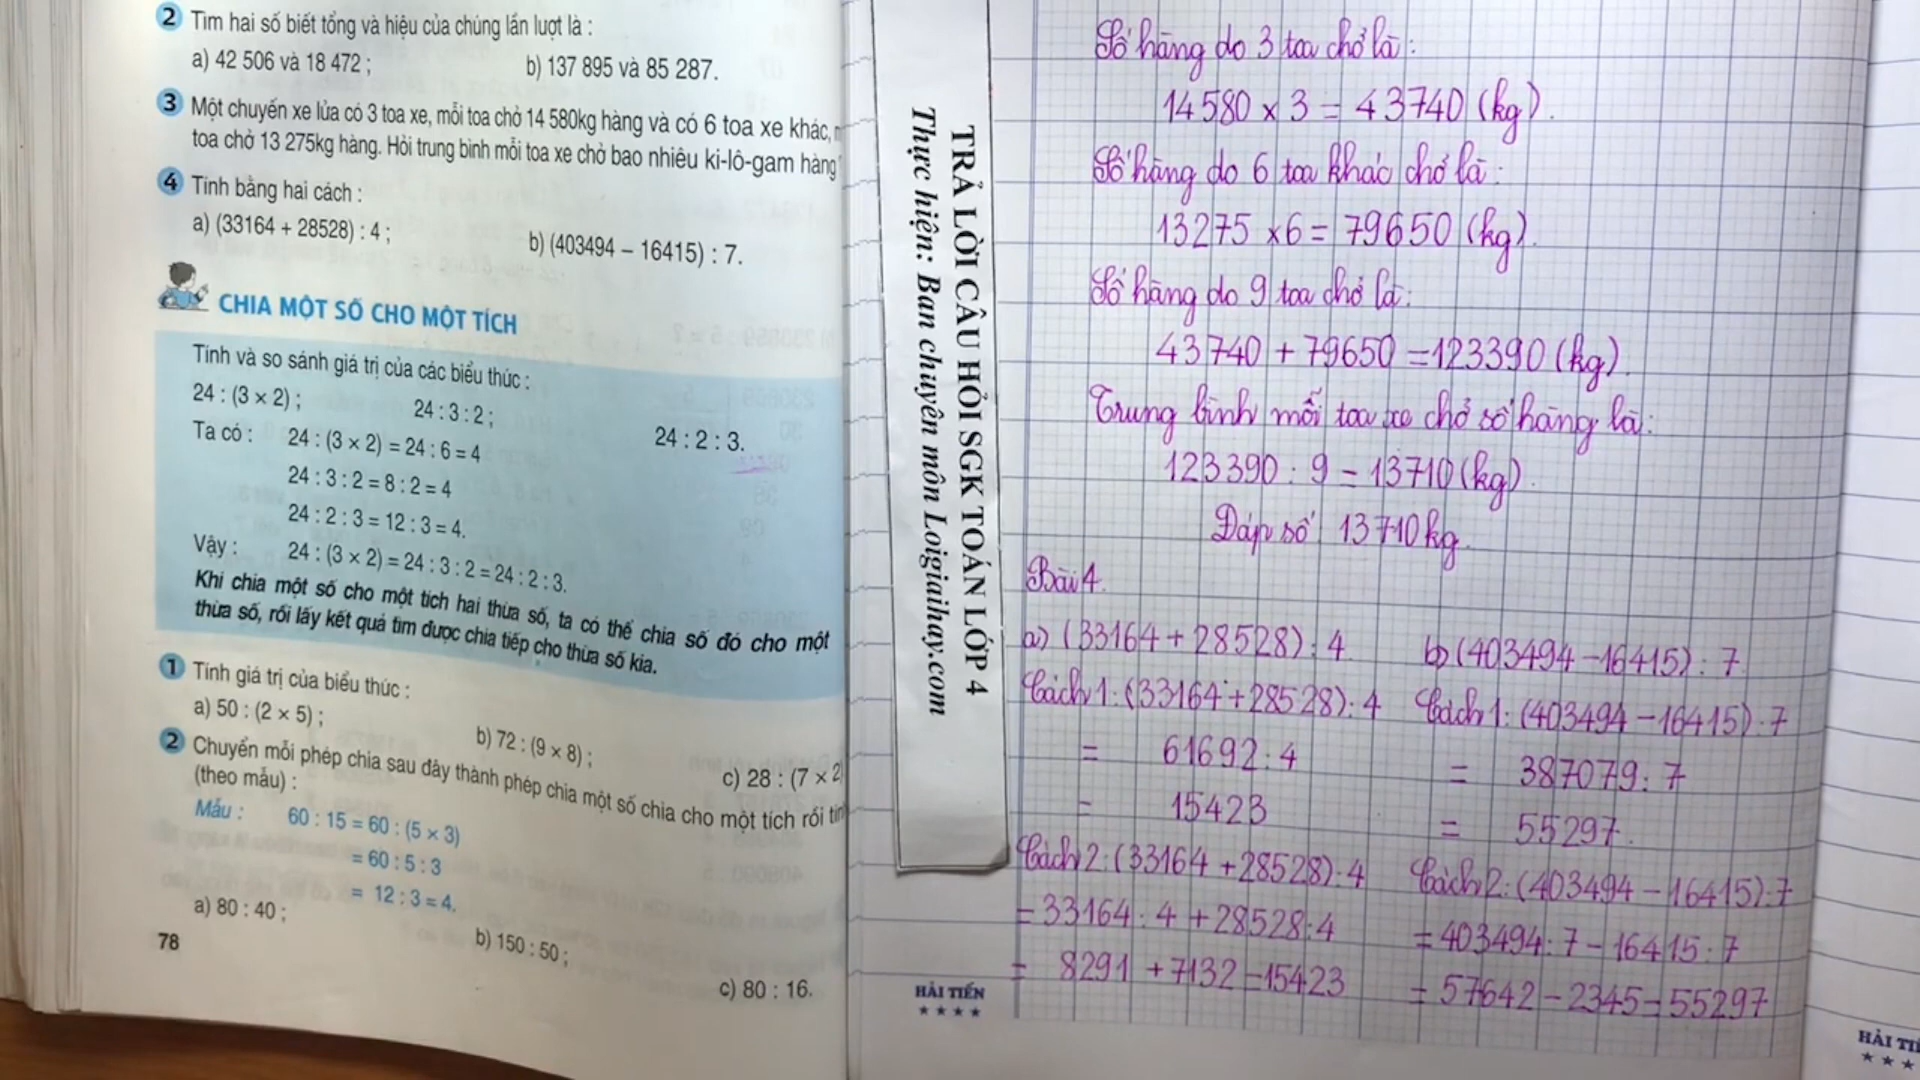 2 Tìm hai số biết tổng và hiệu của chúng lần lượt là :
a) 42 506 và 18 472 ; b) 137 895 và 85 287.
3 Một chuyến xe lửa có 3 toa xe, mỗi toa chở 14 580kg hàng và có 6 toa xe khác,
toa chở 13 275kg hàng. Hỏi trung bình mỗi toa xe chở bao nhiêu ki-lô-gam hàng
4 Tính bằng hai cách :
a) (33164 + 28528) : 4 ; b) (403494 – 16415) : 7.
CHIA MỘT SỐ CHO MỘT TÍCH
Tính và so sánh giá trị của các biểu thức :
24 : (3 × 2) ; 24 : 3 : 2 ; 24 : 2 : 3.
Ta có : 24 : (3 × 2) = 24 : 6 = 4
24 : 3 : 2 = 8 : 2 = 4
24 : 2 : 3 = 12 : 3 = 4.
Vậy : 24 : (3 × 2) = 24 : 3 : 2 = 24 : 2 : 3.
Khi chia một số cho một tích hai thừa số, ta có thể chia số đó cho một
thừa số, rồi lấy kết quả tìm được chia tiếp cho thừa số kia.
1 Tính giá trị của biểu thức :
a) 50 : (2 × 5) ; b) 72 : (9 × 8) ; c) 28 : (7 × 2
2 Chuyển mỗi phép chia sau đây thành phép chia một số chia cho một tích rồi
(theo mẫu) :
Mẫu : 60 : 15 = 60 : (5 × 3)
= 60 : 5 : 3
= 12 : 3 = 4.
a) 80 : 40 ; b) 150 : 50 ; c) 80 : 16.
78
TRẢ LỜI CÂU HỎI SGK TOÁN LỚP 4
Thực hiện: Ban chuyên môn Loigiaihay.com
HẢI TIẾN
Số hàng do 3 toa chở là:
14580 × 3 = 43740 (kg).
Số hàng do 6 toa khác chở là:
13275 × 6 = 79650 (kg).
Số hàng do 9 toa chở là:
43740 + 79650 = 123390 (kg).
Trung bình mỗi toa xe chở số hàng là:
123390 : 9 = 13710 (kg).
Đáp số: 13710kg.
Bài 4.
a) (33164 + 28528) : 4 b) (403494 – 16415) : 7
Cách 1: (33164 + 28528) : 4 Cách 1: (403494 – 16415) : 7
= 61692 : 4 = 387079 : 7
= 15423 = 55297.
Cách 2: (33164 + 28528) : 4 Cách 2: (403494 – 16415) : 7
= 33164 : 4 + 28528 : 4 = 403494 : 7 – 16415 : 7
= 8291 + 7132 = 15423 = 57642 – 2345 = 55297
HẢI